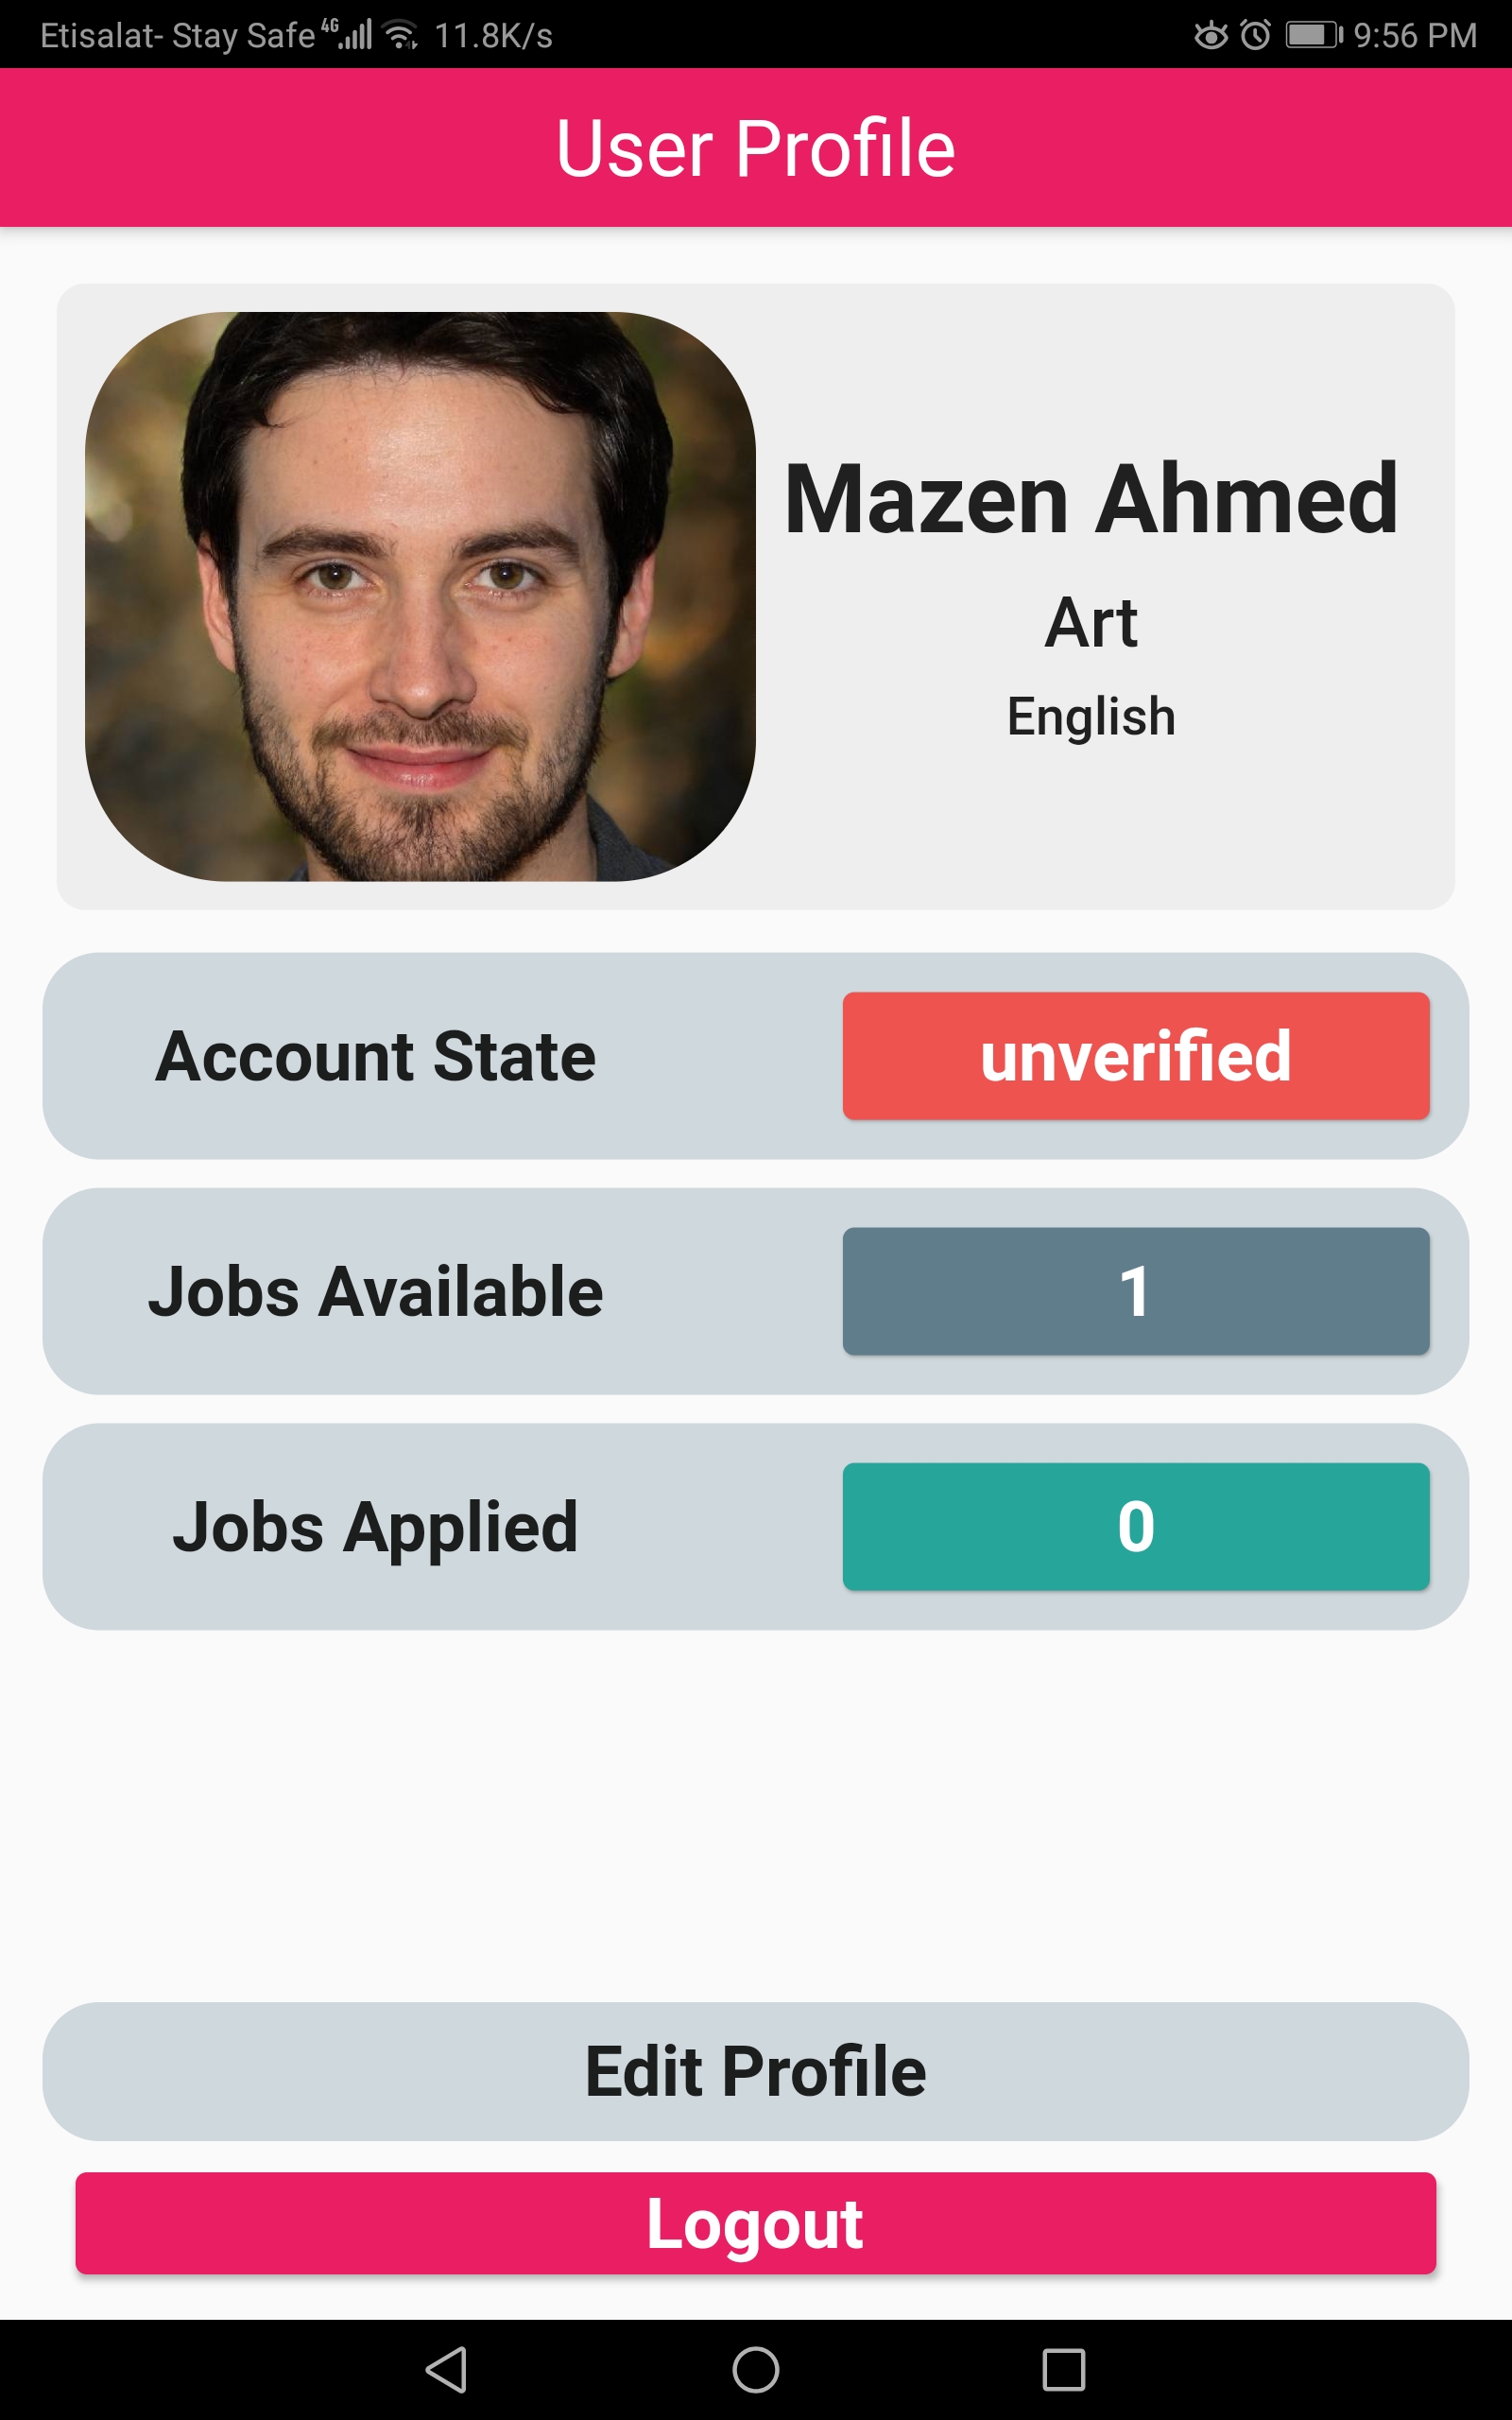 Etisalat- Stay Safe 4G 11.8K/s 9:56 PM
User Profile
Mazen Ahmed
Art
English
Account State unverified
Jobs Available 1
Jobs Applied 0
Edit Profile
Logout